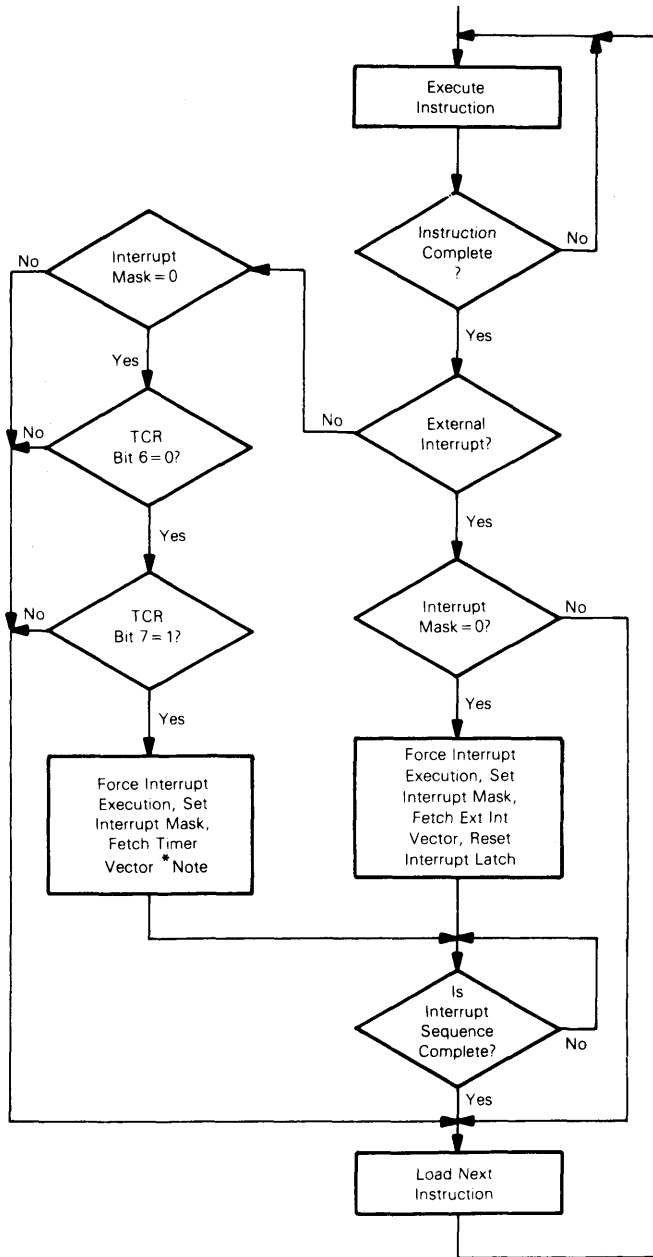 Execute
Instruction
Instruction
Complete
?
No
Yes
Interrupt
Mask = 0
No
Yes
External
Interrupt?
No
Yes
TCR
Bit 6 = 0?
No
Yes
Interrupt
Mask = 0?
No
Yes
TCR
Bit 7 = 1?
No
Yes
Force Interrupt
Execution, Set
Interrupt Mask,
Fetch Timer
Vector *Note
Force Interrupt
Execution, Set
Interrupt Mask,
Fetch Ext Int
Vector, Reset
Interrupt Latch
Is
Interrupt
Sequence
Complete?
No
Yes
Load Next
Instruction